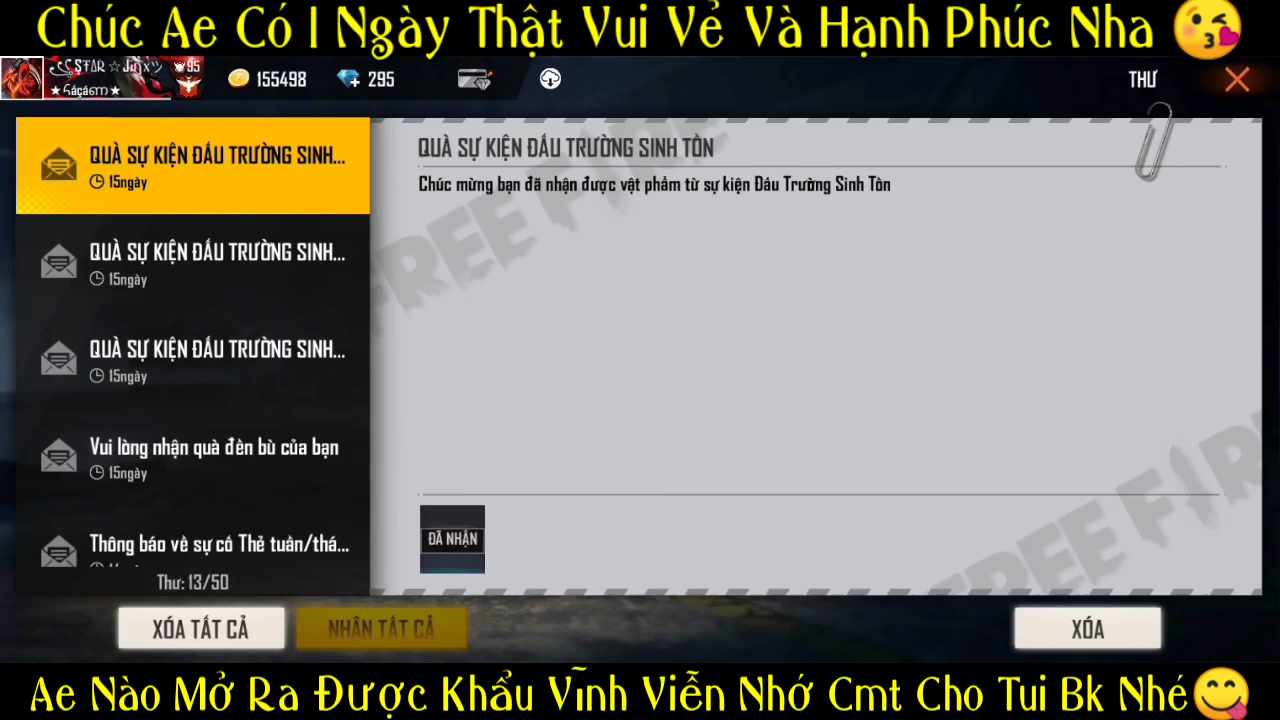 Chúc Ae Có 1 Ngày Thật Vui Vẻ Và Hạnh Phúc Nha 😘
95
155498
295
THƯ
QUÀ SỰ KIỆN ĐẤU TRƯỜNG SINH...
15ngày
QUÀ SỰ KIỆN ĐẤU TRƯỜNG SINH...
15ngày
QUÀ SỰ KIỆN ĐẤU TRƯỜNG SINH...
15ngày
Vui lòng nhận quà đền bù của bạn
15ngày
Thông báo về sự cố Thẻ tuần/thá...
Thư: 13/50
QUÀ SỰ KIỆN ĐẤU TRƯỜNG SINH TỒN
Chúc mừng bạn đã nhận được vật phẩm từ sự kiện Đấu Trường Sinh Tồn
FREE FIRE
FREE FIRE
ĐÃ NHẬN
XÓA TẤT CẢ
NHẬN TẤT CẢ
XÓA
Ae Nào Mở Ra Được Khẩu Vĩnh Viễn Nhớ Cmt Cho Tui Bk Nhé 😋